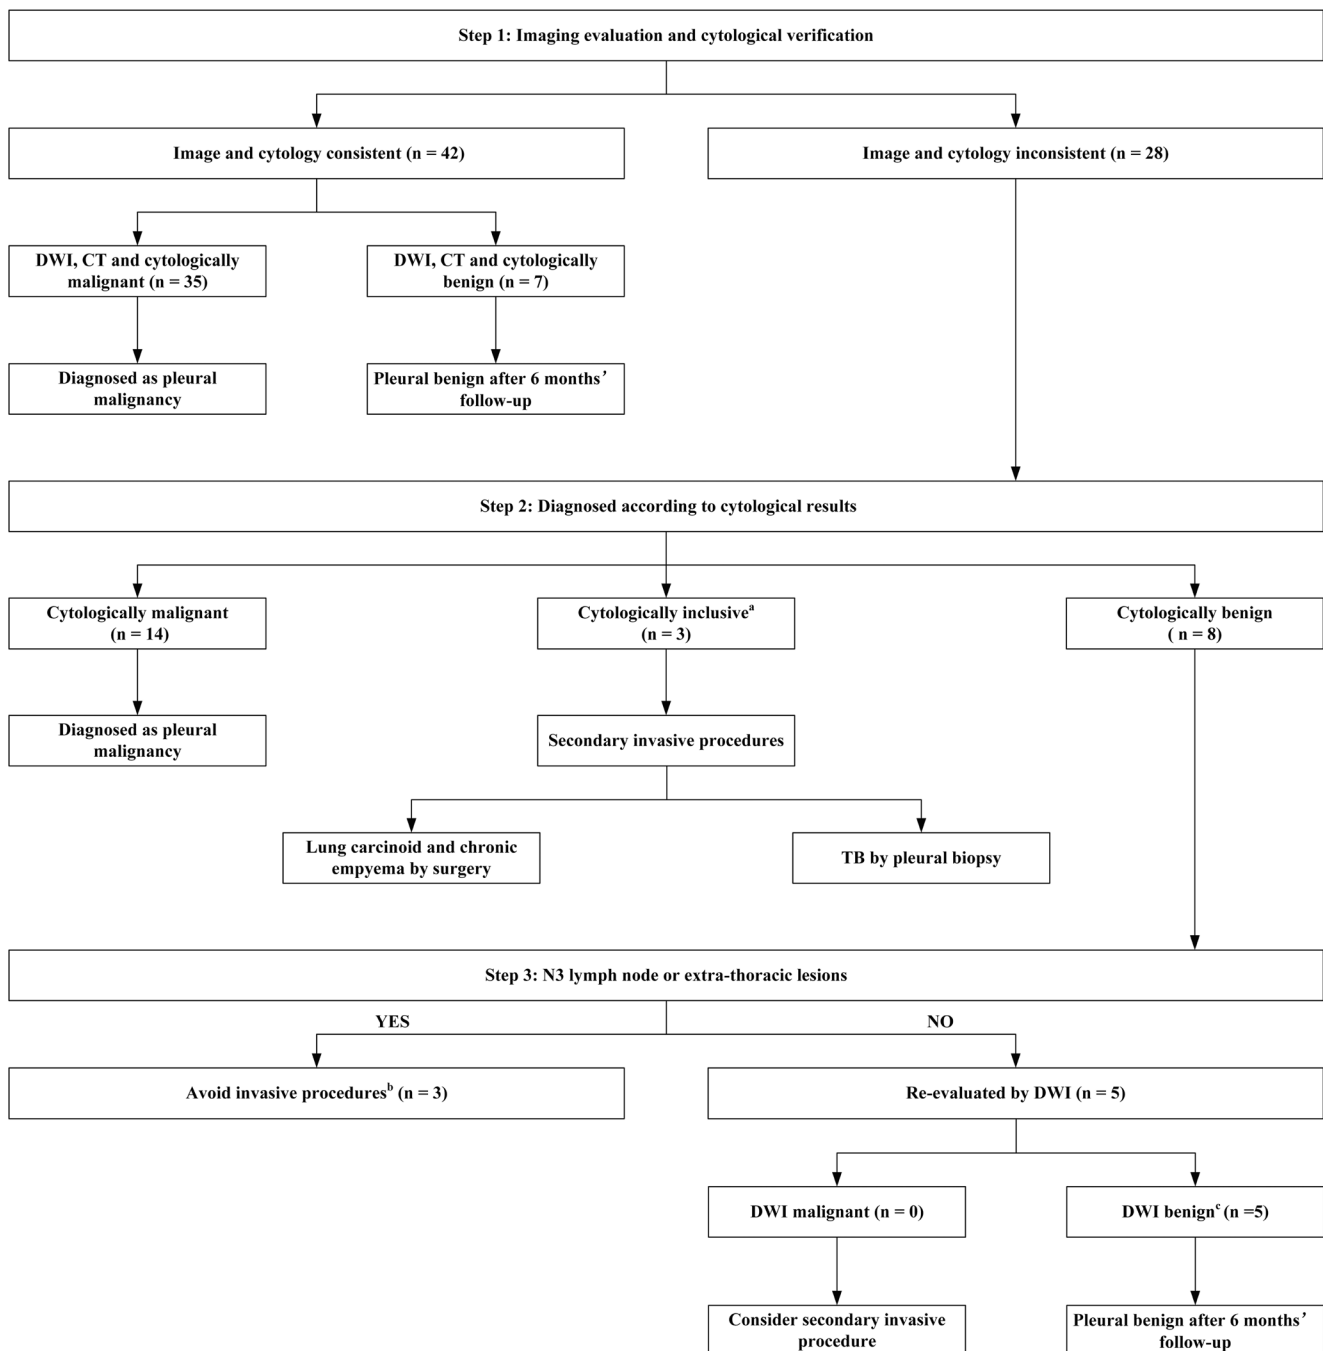 Step 1: Imaging evaluation and cytological verification
Image and cytology consistent (n = 42)
Image and cytology inconsistent (n = 28)
DWI, CT and cytologically
malignant (n = 35)
DWI, CT and cytologically
benign (n = 7)
Diagnosed as pleural
malignancy
Pleural benign after 6 months’
follow-up
Step 2: Diagnosed according to cytological results
Cytologically malignant
(n = 14)
Cytologically inclusiveᵃ
(n = 3)
Cytologically benign
( n = 8)
Diagnosed as pleural
malignancy
Secondary invasive procedures
Lung carcinoid and chronic
empyema by surgery
TB by pleural biopsy
Step 3: N3 lymph node or extra-thoracic lesions
YES
NO
Avoid invasive proceduresᵇ (n = 3)
Re-evaluated by DWI (n = 5)
DWI malignant (n = 0)
DWI benignᶜ (n =5)
Consider secondary invasive
procedure
Pleural benign after 6 months’
follow-up